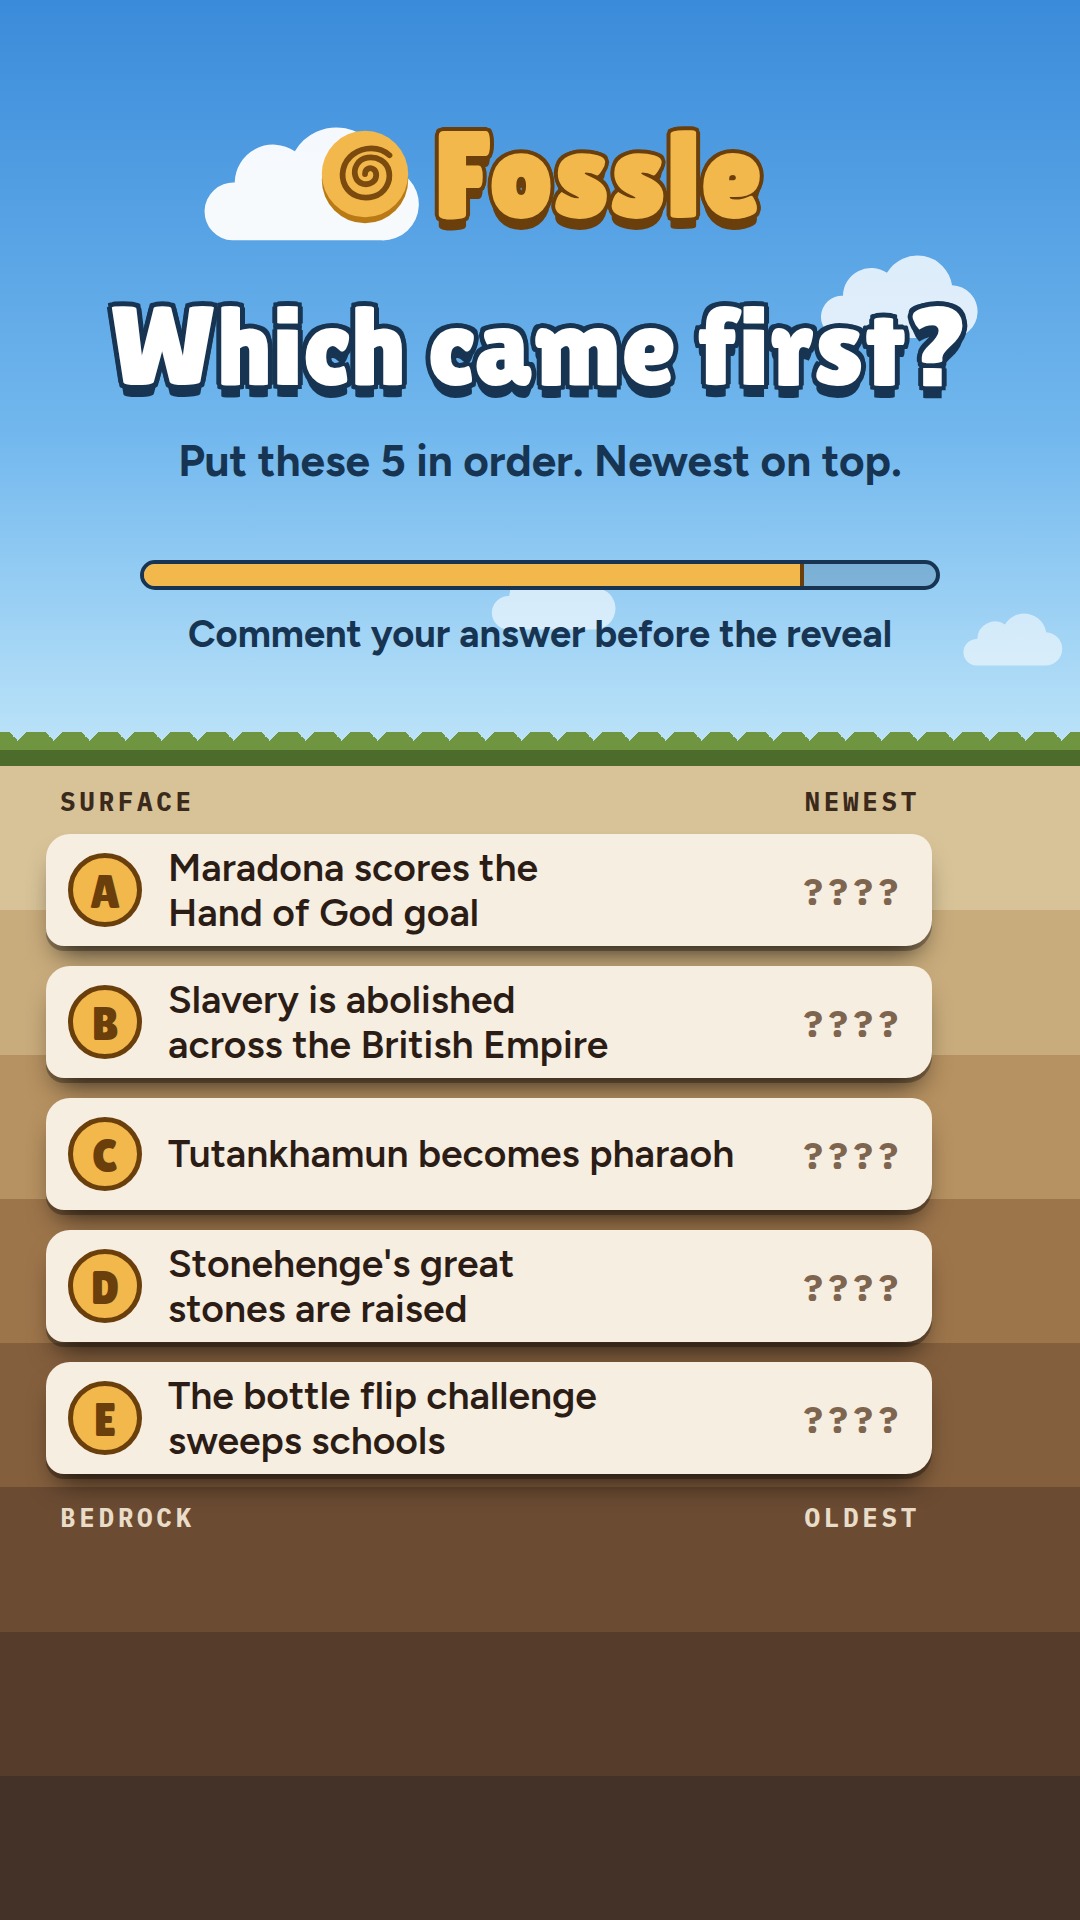 Fossle
Which came first?
Put these 5 in order. Newest on top.
Comment your answer before the reveal
SURFACE NEWEST
A Maradona scores the
Hand of God goal ????
B Slavery is abolished
across the British Empire ????
C Tutankhamun becomes pharaoh ????
D Stonehenge's great
stones are raised ????
E The bottle flip challenge
sweeps schools ????
BEDROCK OLDEST